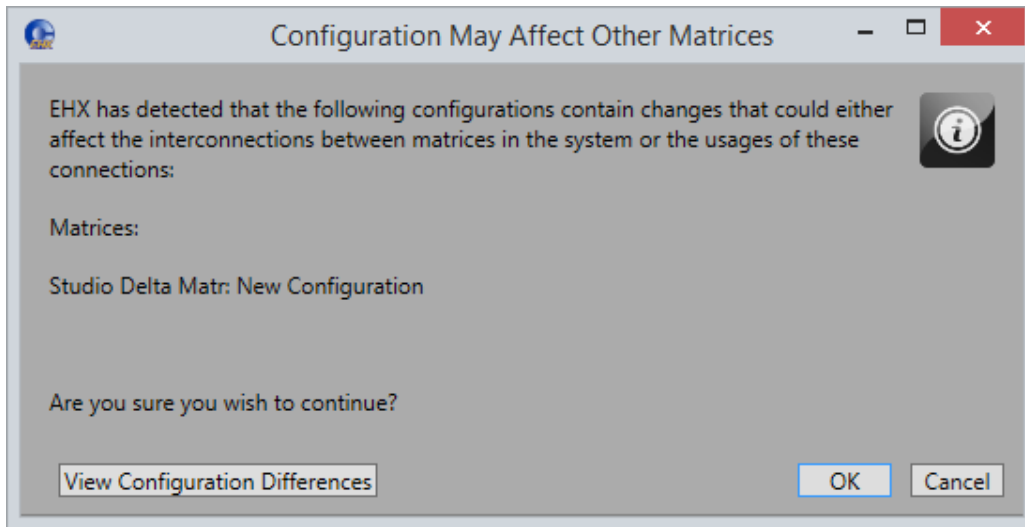 Configuration May Affect Other Matrices
EHX has detected that the following configurations contain changes that could either
affect the interconnections between matrices in the system or the usages of these
connections:
Matrices:
Studio Delta Matr: New Configuration
Are you sure you wish to continue?
View Configuration Differences
OK
Cancel